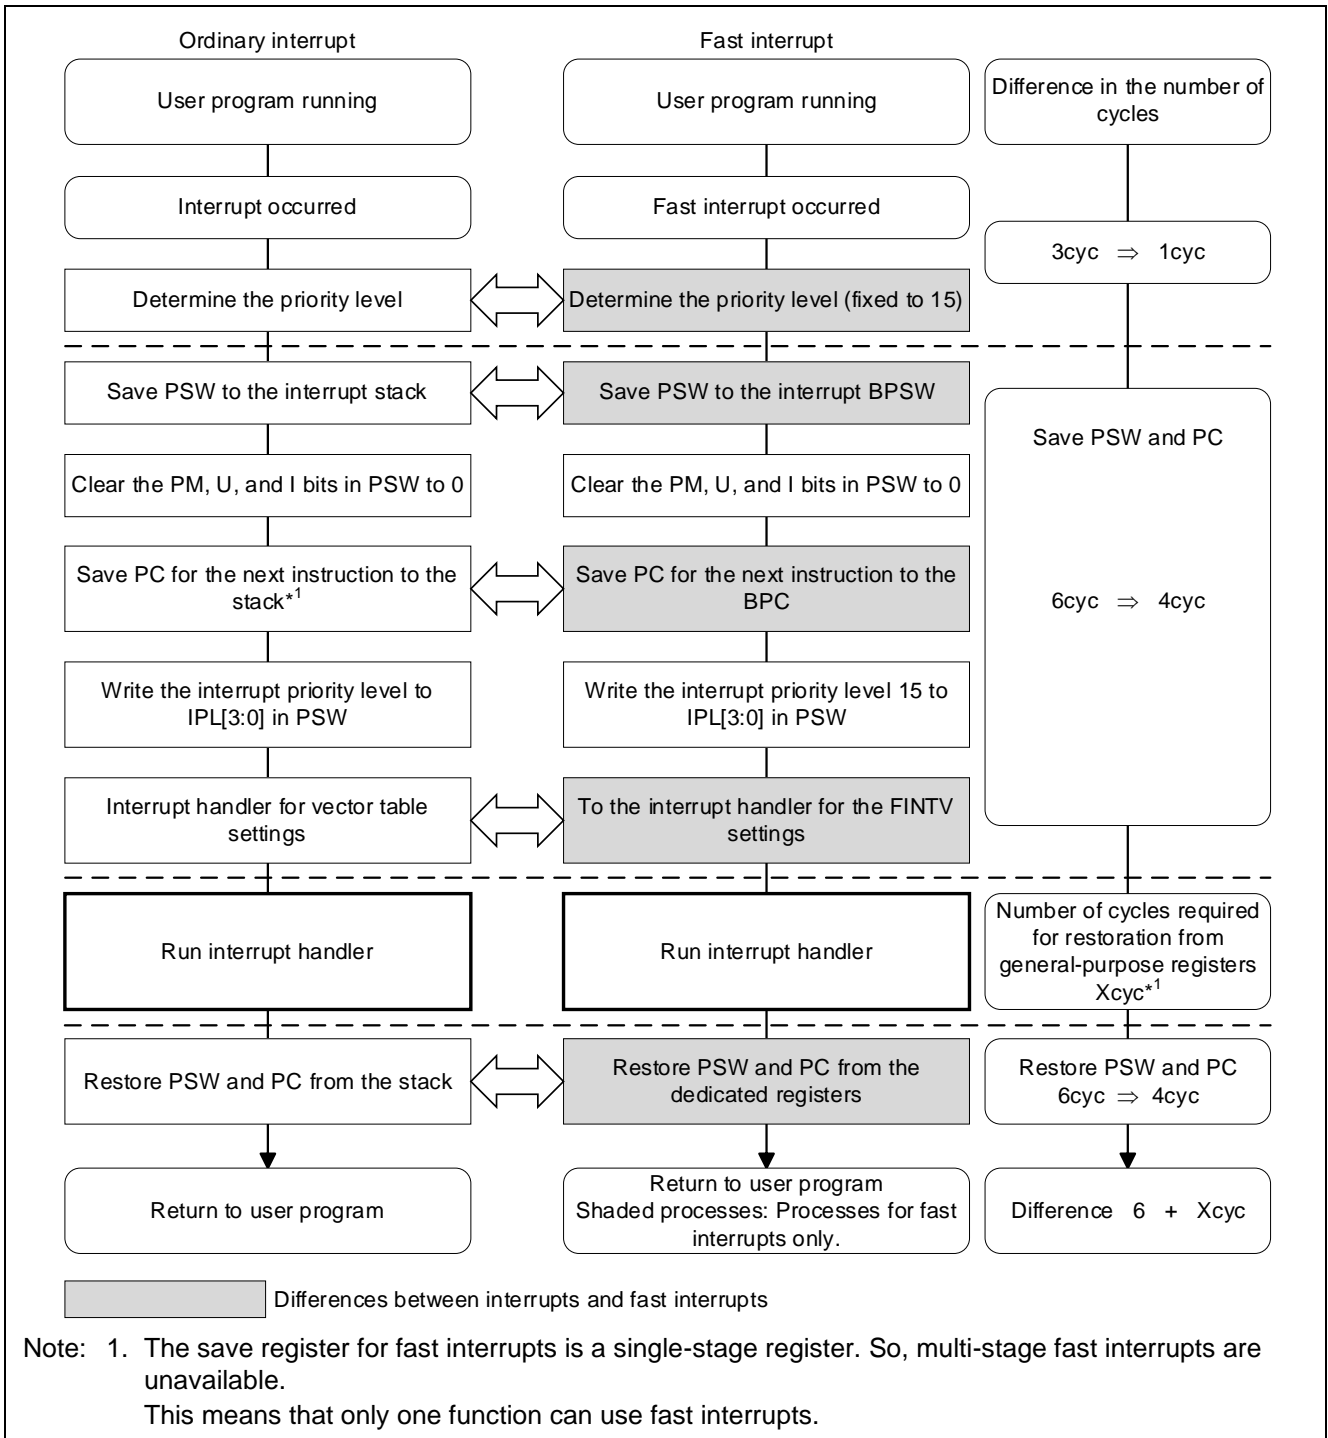 Ordinary interrupt
Fast interrupt
User program running
User program running
Difference in the number of
cycles
Interrupt occurred
Fast interrupt occurred
3cyc ⇒ 1cyc
Determine the priority level
Determine the priority level (fixed to 15)
Save PSW to the interrupt stack
Save PSW to the interrupt BPSW
Save PSW and PC
Clear the PM, U, and I bits in PSW to 0
Clear the PM, U, and I bits in PSW to 0
Save PC for the next instruction to the
stack*1
Save PC for the next instruction to the
BPC
6cyc ⇒ 4cyc
Write the interrupt priority level to
IPL[3:0] in PSW
Write the interrupt priority level 15 to
IPL[3:0] in PSW
Interrupt handler for vector table
settings
To the interrupt handler for the FINTV
settings
Run interrupt handler
Run interrupt handler
Number of cycles required
for restoration from
general-purpose registers
Xcyc*1
Restore PSW and PC from the stack
Restore PSW and PC from the
dedicated registers
Restore PSW and PC
6cyc ⇒ 4cyc
Return to user program
Return to user program
Shaded processes: Processes for fast
interrupts only.
Difference 6 + Xcyc
Differences between interrupts and fast interrupts
Note: 1. The save register for fast interrupts is a single-stage register. So, multi-stage fast interrupts are
unavailable.
This means that only one function can use fast interrupts.